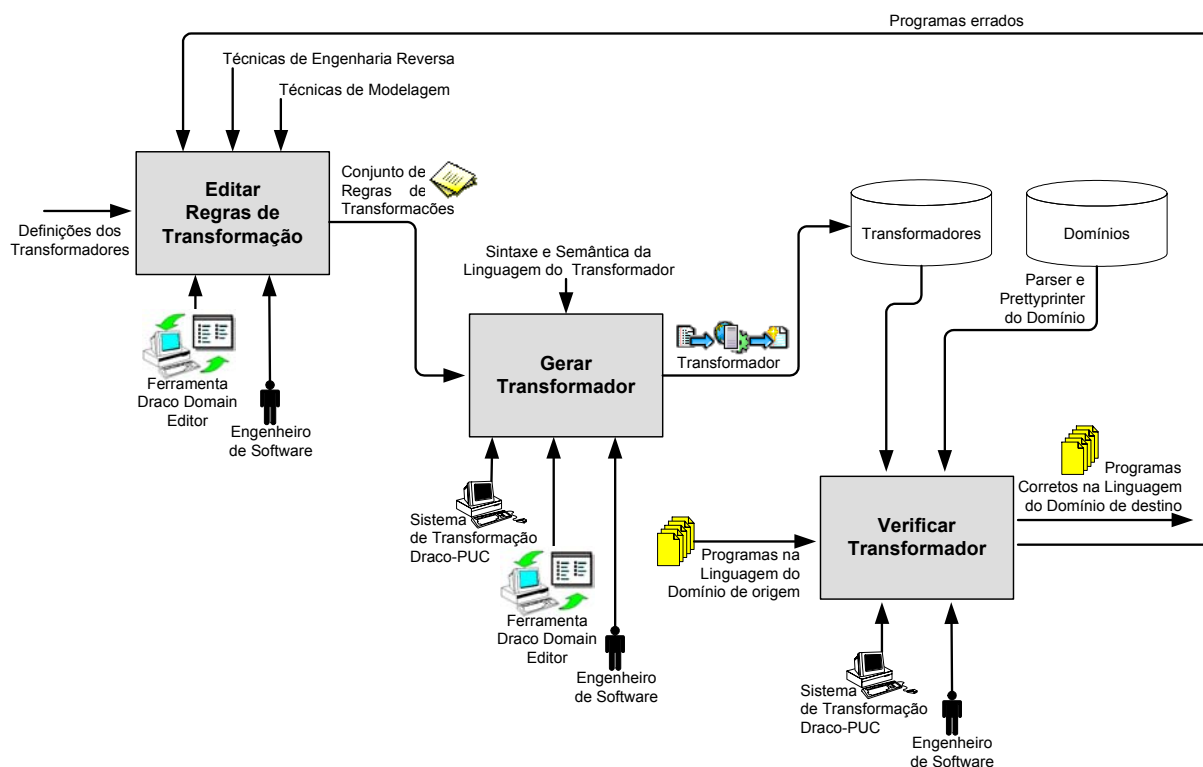 Programas errados
Técnicas de Engenharia Reversa
Técnicas de Modelagem
Editar
Regras de
Transformação
Conjunto de
Regras de
Transformacões
Definições dos
Transformadores
Ferramenta
Draco Domain
Editor
Engenheiro
de Software
Sintaxe e Semântica da
Linguagem do Transformador
Gerar
Transformador
Transformador
Transformadores
Domínios
Parser e
Prettyprinter
do Domínio
Sistema
de Transformação
Draco-PUC
Ferramenta
Draco Domain
Editor
Engenheiro
de Software
Programas na
Linguagem do
Domínio de origem
Verificar
Transformador
Programas
Corretos na Linguagem
do Domínio de destino
Sistema
de Transformação
Draco-PUC
Engenheiro
de Software